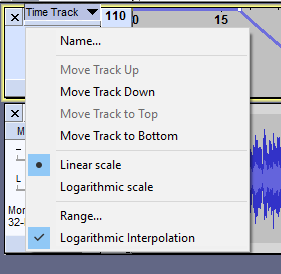 Time Track 110 0 15
Name...
Move Track Up
Move Track Down
Move Track to Top
Move Track to Bottom
Linear scale
Logarithmic scale
Range...
Logarithmic Interpolation
M
L
Mon
32-